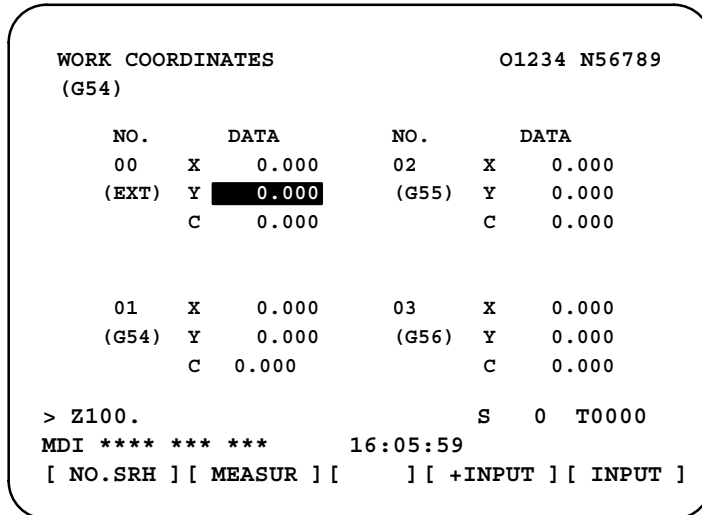 WORK COORDINATES O1234 N56789
(G54)
NO. DATA NO. DATA
00 X 0.000 02 X 0.000
(EXT) Y 0.000 (G55) Y 0.000
C 0.000 C 0.000
01 X 0.000 03 X 0.000
(G54) Y 0.000 (G56) Y 0.000
C 0.000 C 0.000
> Z100. S 0 T0000
MDI **** *** *** 16:05:59
[ NO.SRH ] [ MEASUR ] [ ] [ +INPUT ] [ INPUT ]